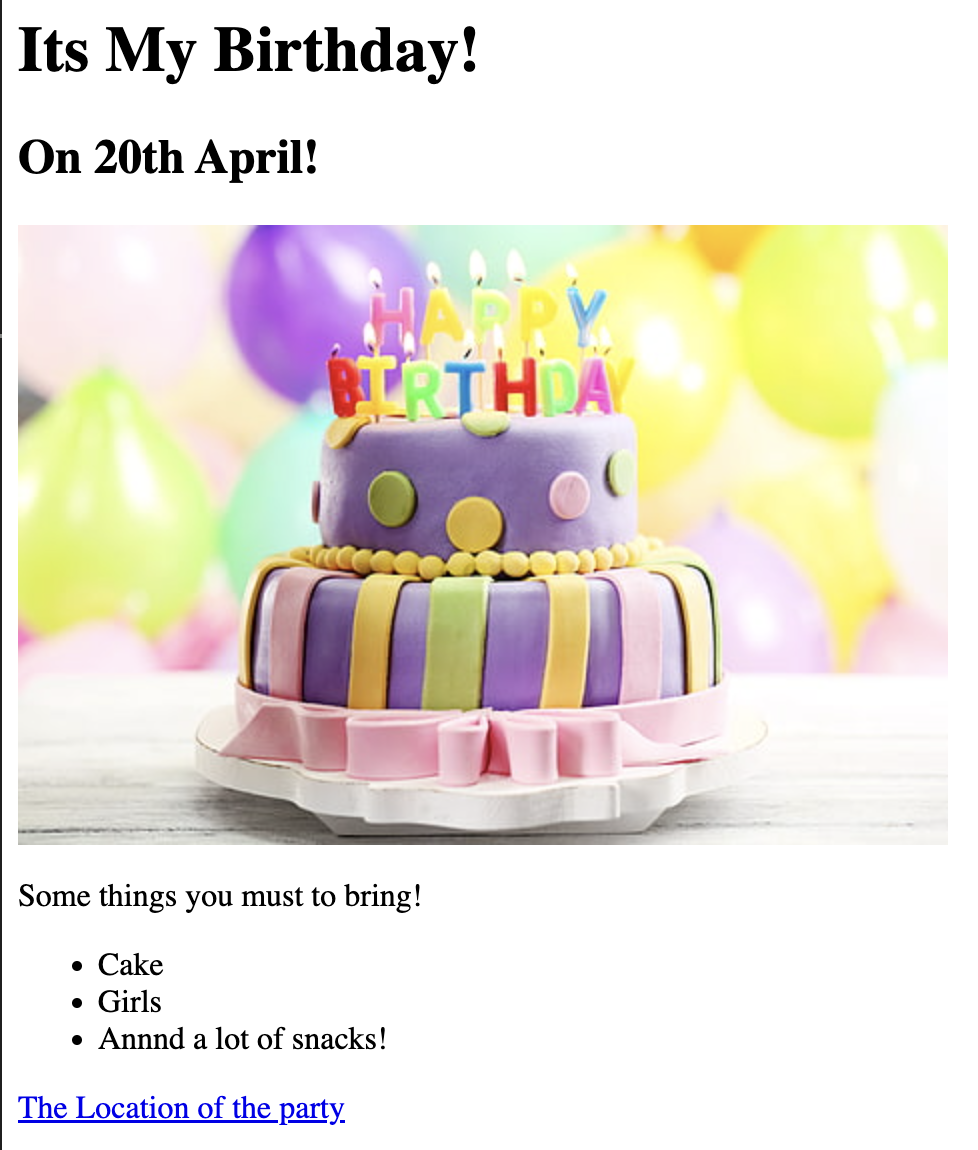 Its My Birthday!
On 20th April!
HAPPY
BIRTHDAY
Some things you must to bring!
Cake
Girls
Annnd a lot of snacks!
The Location of the party